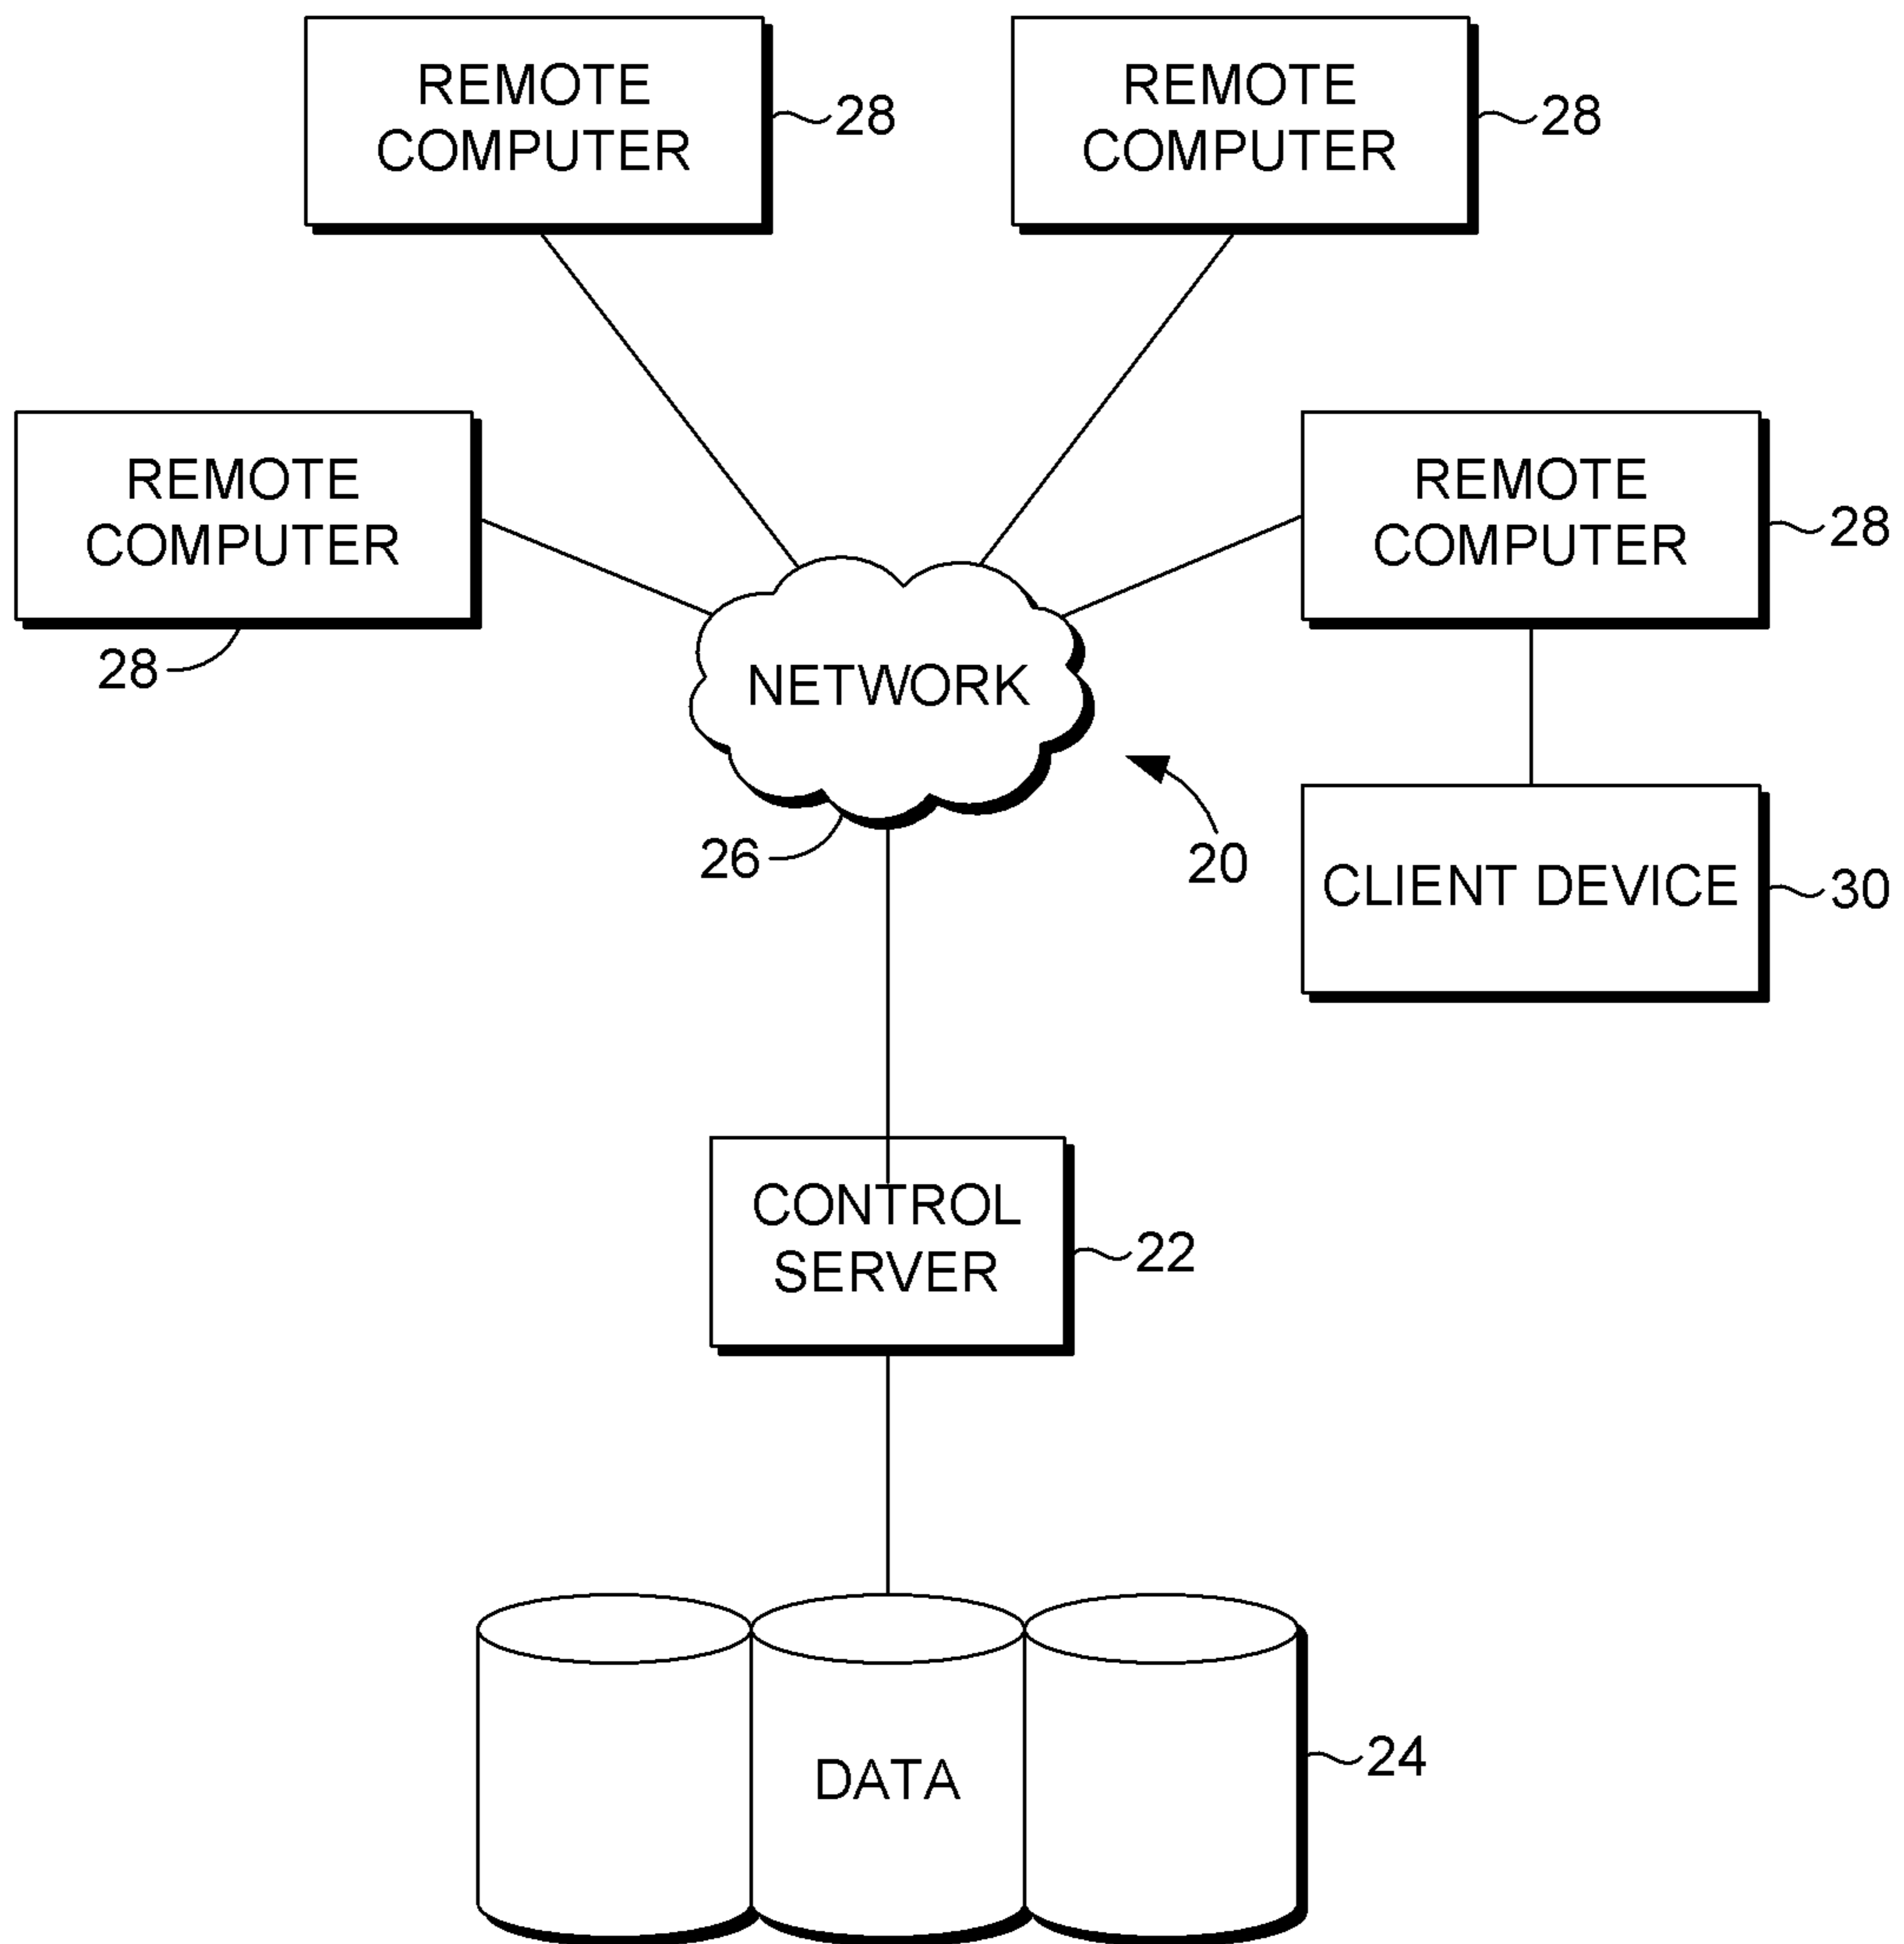 REMOTE
COMPUTER
28
REMOTE
COMPUTER
28
REMOTE
COMPUTER
28
REMOTE
COMPUTER
28
NETWORK
26
20
CLIENT DEVICE
30
CONTROL
SERVER
22
DATA
24